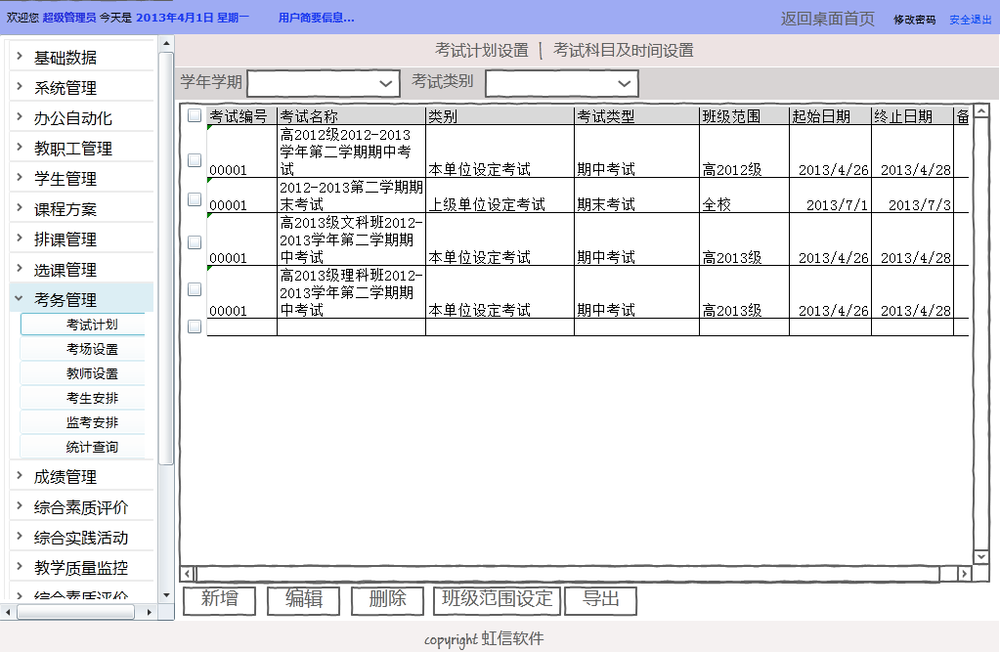 欢迎您 超级管理员 今天是 2013年4月1日 星期一 用户简要信息... 返回桌面首页 修改密码 安全退出
基础数据
系统管理
办公自动化
教职工管理
学生管理
课程方案
排课管理
选课管理
考务管理
考试计划
考场设置
教师设置
考生安排
监考安排
统计查询
成绩管理
综合素质评价
综合实践活动
教学质量监控
综合素质评价
考试计划设置 | 考试科目及时间设置
学年学期 考试类别
考试编号 考试名称 类别 考试类型 班级范围 起始日期 终止日期 备
高2012级2012-2013
学年第二学期期中考
00001 试 本单位设定考试 期中考试 高2012级 2013/4/26 2013/4/28
2012-2013第二学期期
00001 末考试 上级单位设定考试 期末考试 全校 2013/7/1 2013/7/3
高2013级文科班2012-
2013学年第二学期期
00001 中考试 本单位设定考试 期中考试 高2013级 2013/4/26 2013/4/28
高2013级理科班2012-
2013学年第二学期期
00001 中考试 本单位设定考试 期中考试 高2013级 2013/4/26 2013/4/28
新增 编辑 删除 班级范围设定 导出
copyright 虹信软件